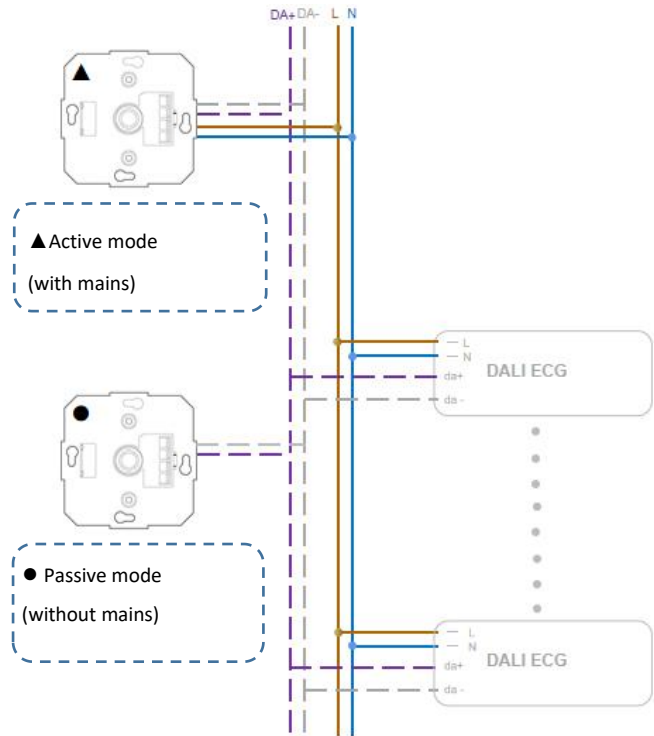 DA+ DA- L N
▲Active mode
(with mains)
L
N
da+
da -
DALI ECG
● Passive mode
(without mains)
L
N
da+
da -
DALI ECG